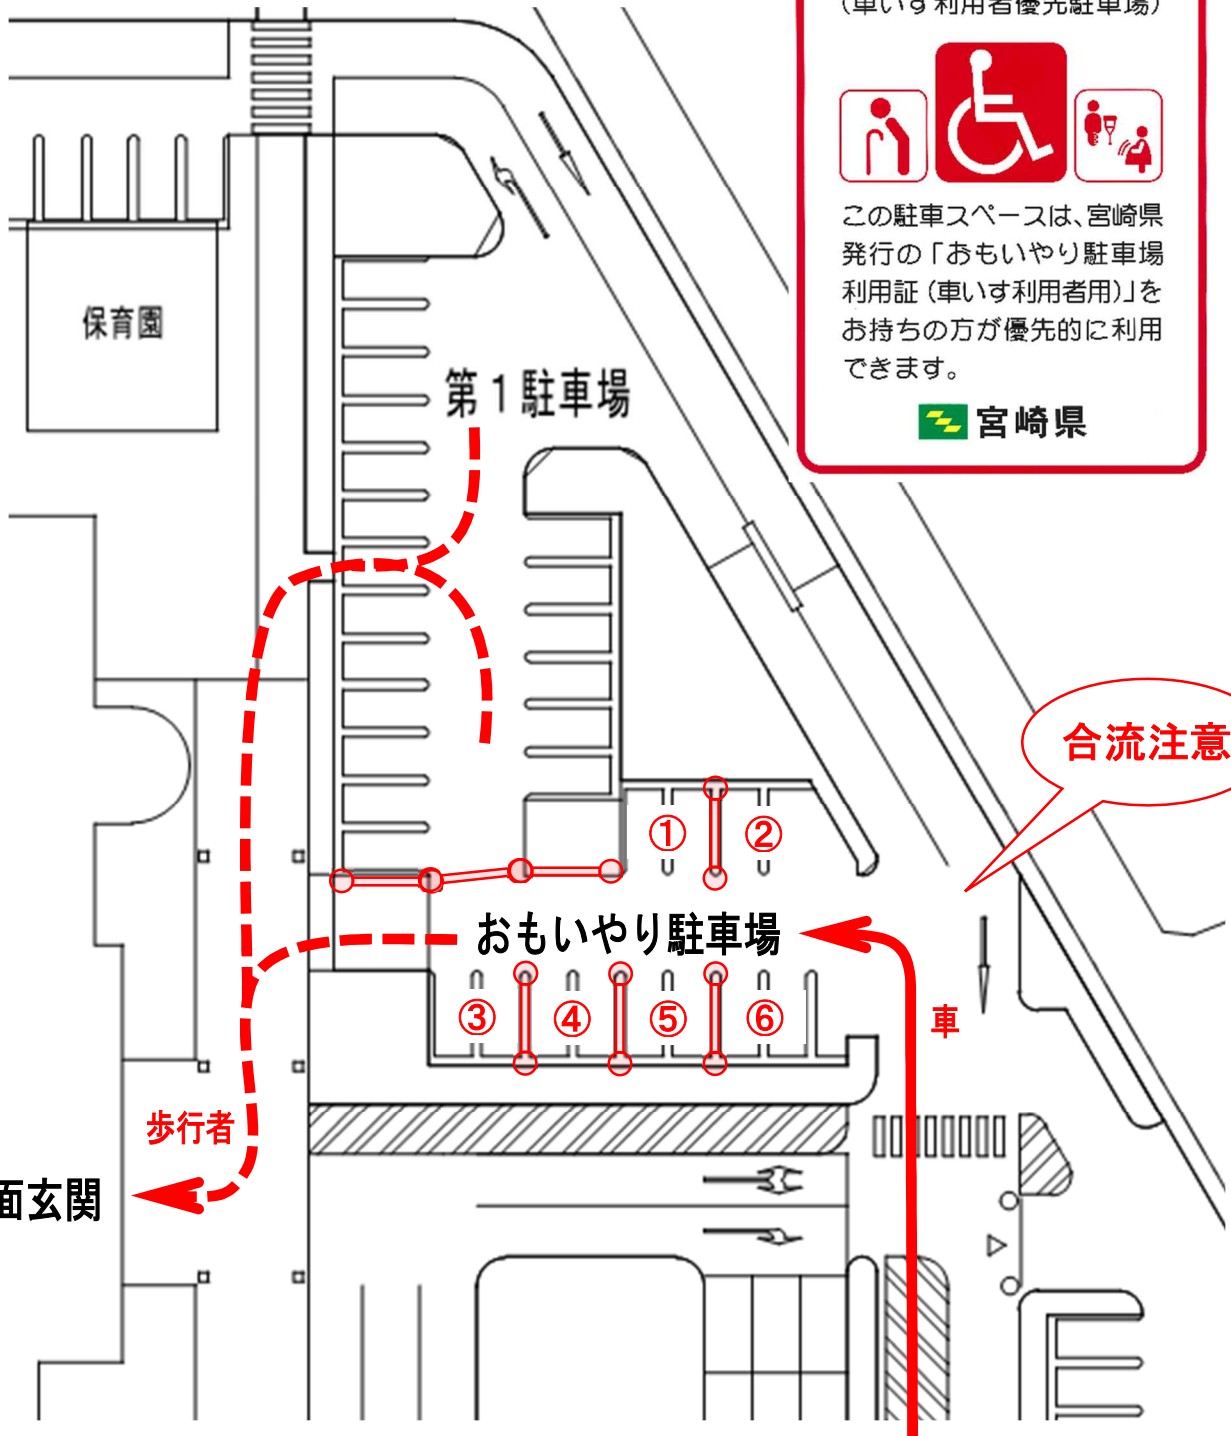 （車いす利用者優先駐車場）
この駐車スペースは、宮崎県
発行の「おもいやり駐車場
利用証（車いす利用者用）」を
お持ちの方が優先的に利用
できます。
宮崎県
保育園
第１駐車場
合流注意
①
②
おもいやり駐車場
③
④
⑤
⑥
車
歩行者
面玄関